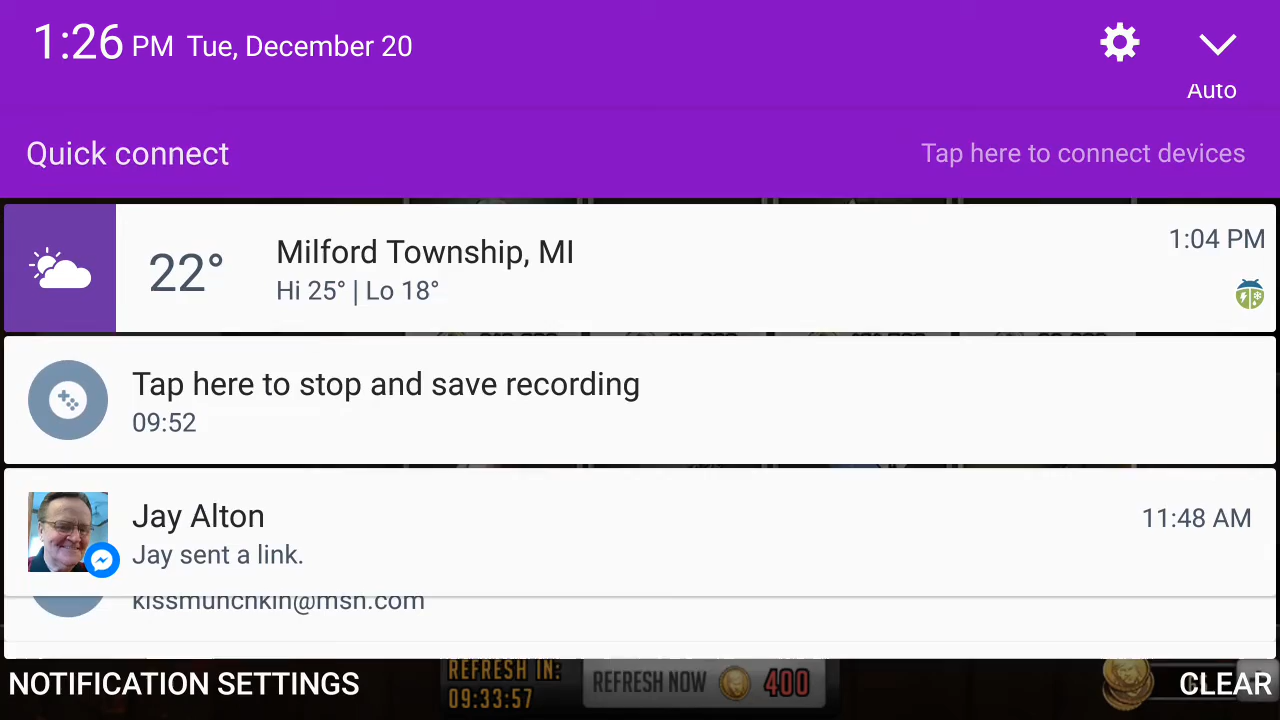 1:26 PM Tue, December 20
Auto
Quick connect
Tap here to connect devices
22°
Milford Township, MI
Hi 25° | Lo 18°
1:04 PM
Tap here to stop and save recording
09:52
Jay Alton
Jay sent a link.
11:48 AM
kissmunchkin@msn.com
NOTIFICATION SETTINGS
REFRESH IN:
09:33:57
REFRESH NOW
400
CLEAR